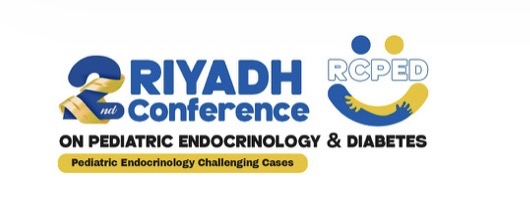 2nd RIYADH
Conference
RCPED
ON PEDIATRIC ENDOCRINOLOGY & DIABETES
Pediatric Endocrinology Challenging Cases